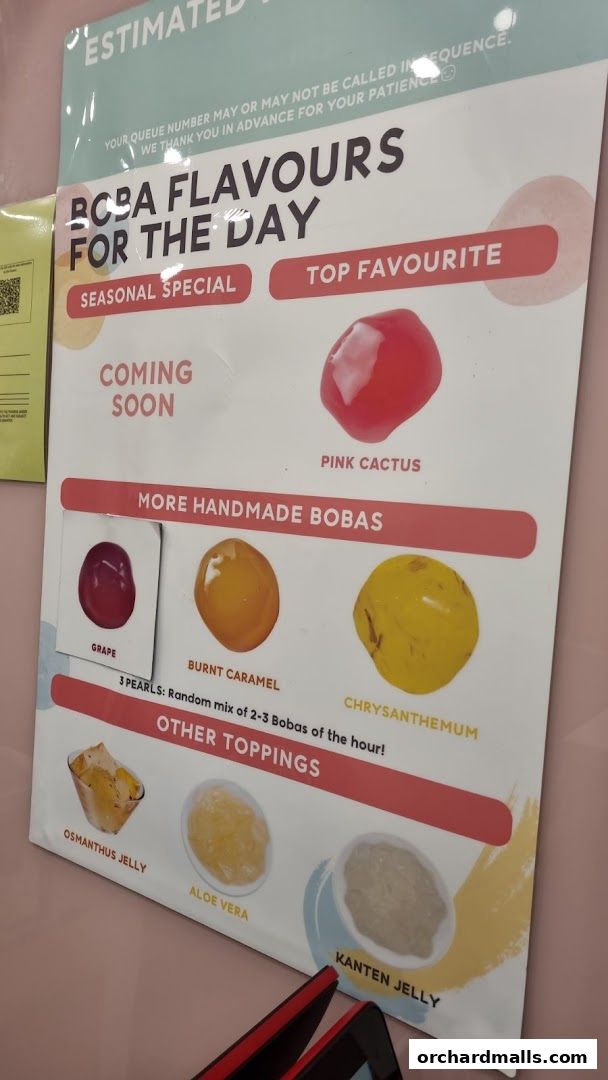 ESTIMATED
YOUR QUEUE NUMBER MAY OR MAY NOT BE CALLED IN SEQUENCE.
WE THANK YOU IN ADVANCE FOR YOUR PATIENCE
BOBA FLAVOURS
FOR THE DAY
SEASONAL SPECIAL
TOP FAVOURITE
COMING
SOON
PINK CACTUS
MORE HANDMADE BOBAS
GRAPE
BURNT CARAMEL
CHRYSANTHEMUM
3 PEARLS: Random mix of 2-3 Bobas of the hour!
OTHER TOPPINGS
OSMANTHUS JELLY
ALOE VERA
KANTEN JELLY
orchardmalls.com